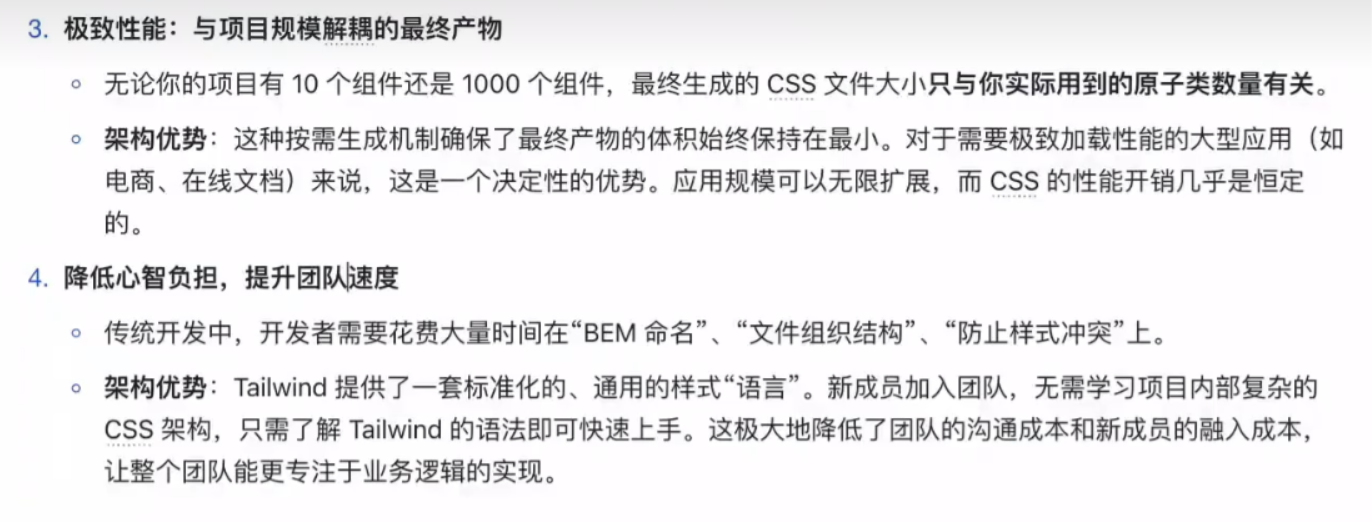 3. 极致性能：与项目规模解耦的最终产物
无论你的项目有 10 个组件还是 1000 个组件，最终生成的 CSS 文件大小只与你实际用到的原子类数量有关。
架构优势：这种按需生成机制确保了最终产物的体积始终保持在最小。对于需要极致加载性能的大型应用（如
电商、在线文档）来说，这是一个决定性的优势。应用规模可以无限扩展，而 CSS 的性能开销几乎是恒定
的。
4. 降低心智负担，提升团队速度
传统开发中，开发者需要花费大量时间在“BEM 命名”、“文件组织结构”、“防止样式冲突”上。
架构优势：Tailwind 提供了一套标准化的、通用的样式“语言”。新成员加入团队，无需学习项目内部复杂的
CSS 架构，只需了解 Tailwind 的语法即可快速上手。这极大地降低了团队的沟通成本和新成员的融入成本，
让整个团队能更专注于业务逻辑的实现。